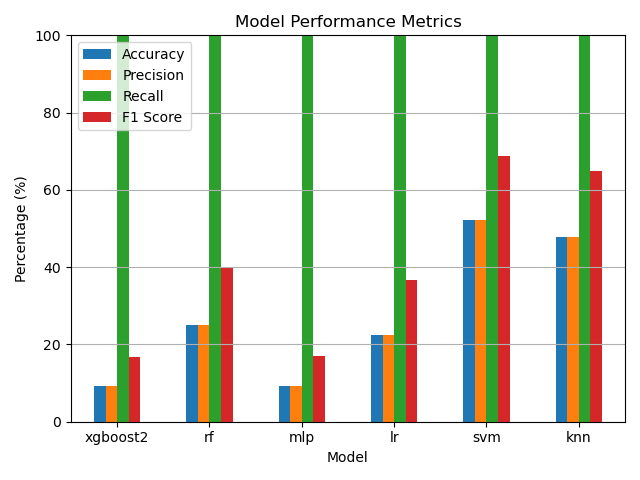 Model Performance Metrics
100
80
60
40
20
0
Percentage (%)
Accuracy
Precision
Recall
F1 Score
xgboost2 rf mlp lr svm knn
Model